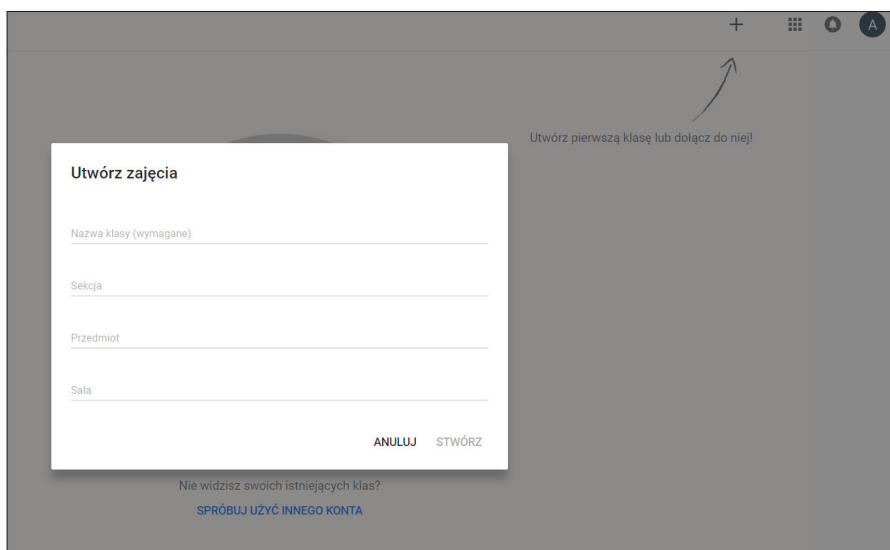 A
Utwórz pierwszą klasę lub dołącz do niej!
Utwórz zajęcia
Nazwa klasy (wymagane)
Sekcja
Przedmiot
Sala
ANULUJ STWÓRZ
Nie widzisz swoich istniejących klas?
SPRÓBUJ UŻYĆ INNEGO KONTA